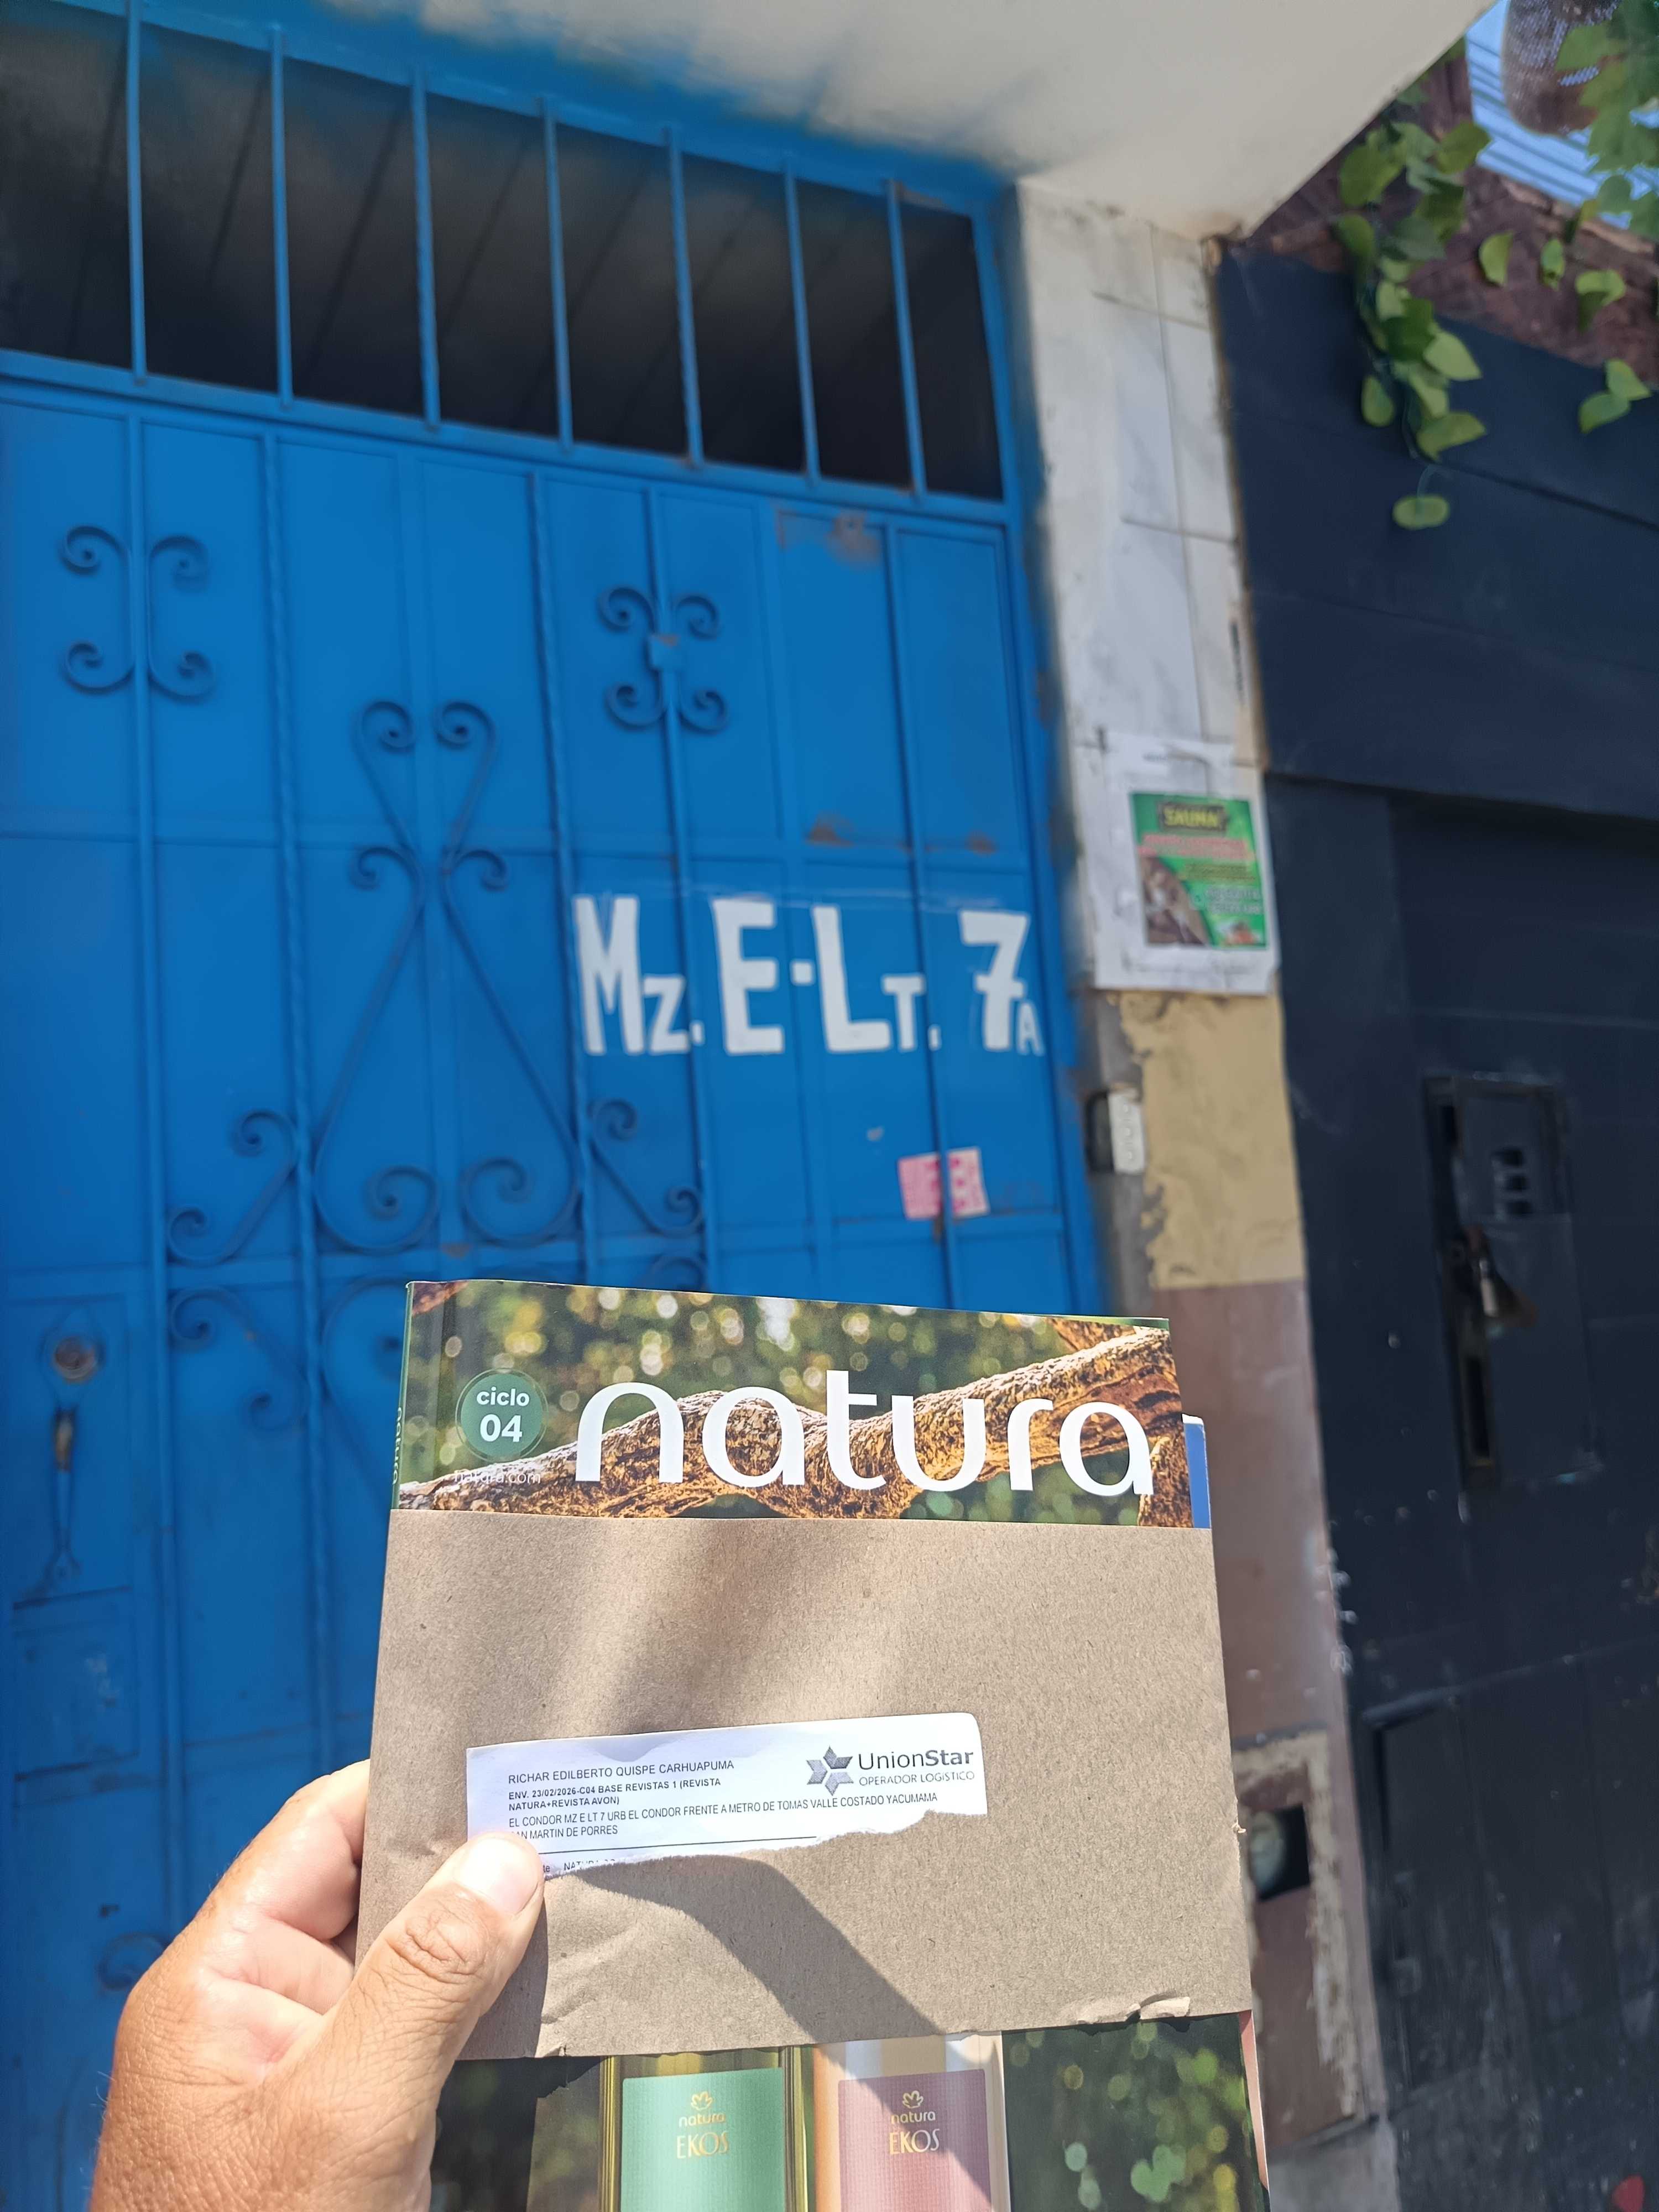 Mz. E-Lt. 7A
SAUNA
ciclo
04
natura
natura.com
natura
RICHAR EDILBERTO QUISPE CARHUAPUMA
ENV. 23/02/2026-C04 BASE REVISTAS 1 (REVISTA
NATURA+REVISTA AVON)
EL CONDOR MZ E LT 7 URB EL CONDOR FRENTE A METRO DE TOMAS VALLE COSTADO YACUMAMA
MARTIN DE PORRES
UnionStar
OPERADOR LOGISTICO
natura
EKOS
natura
EKOS